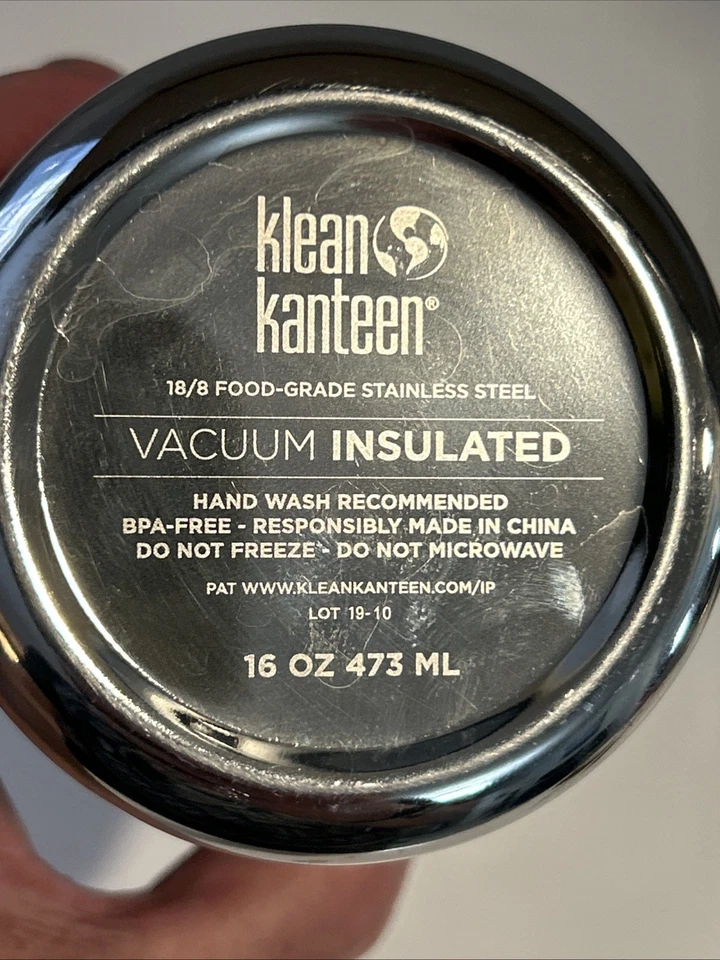 klean
kanteen®
18/8 FOOD-GRADE STAINLESS STEEL
VACUUM INSULATED
HAND WASH RECOMMENDED
BPA-FREE - RESPONSIBLY MADE IN CHINA
DO NOT FREEZE - DO NOT MICROWAVE
PAT WWW.KLEANKANTEEN.COM/IP
LOT 19-10
16 OZ 473 ML